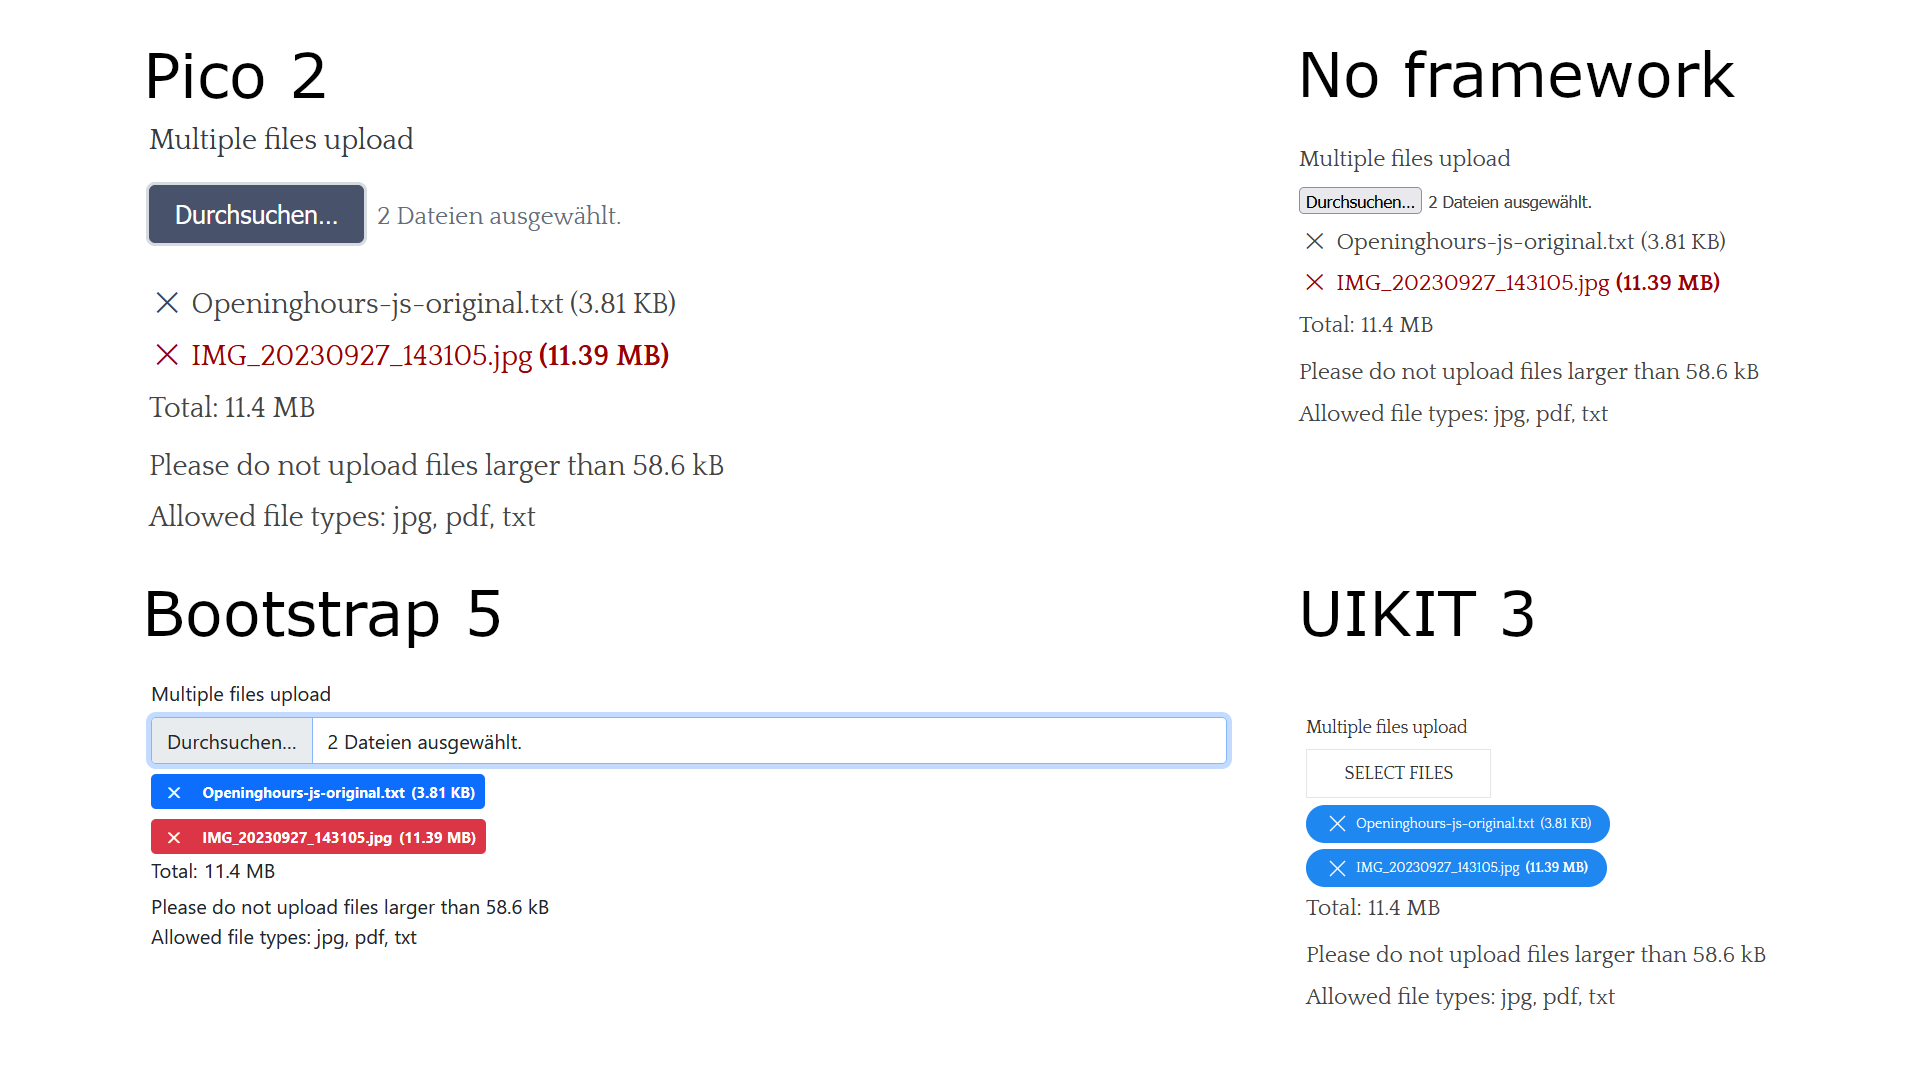 Pico 2
Multiple files upload
Durchsuchen... 2 Dateien ausgewählt.
Openinghours-js-original.txt (3.81 KB)
IMG_20230927_143105.jpg (11.39 MB)
Total: 11.4 MB
Please do not upload files larger than 58.6 kB
Allowed file types: jpg, pdf, txt
No framework
Multiple files upload
Durchsuchen... 2 Dateien ausgewählt.
Openinghours-js-original.txt (3.81 KB)
IMG_20230927_143105.jpg (11.39 MB)
Total: 11.4 MB
Please do not upload files larger than 58.6 kB
Allowed file types: jpg, pdf, txt
Bootstrap 5
Multiple files upload
Durchsuchen... 2 Dateien ausgewählt.
Openinghours-js-original.txt (3.81 KB)
IMG_20230927_143105.jpg (11.39 MB)
Total: 11.4 MB
Please do not upload files larger than 58.6 kB
Allowed file types: jpg, pdf, txt
UIKIT 3
Multiple files upload
SELECT FILES
Openinghours-js-original.txt (3.81 KB)
IMG_20230927_143105.jpg (11.39 MB)
Total: 11.4 MB
Please do not upload files larger than 58.6 kB
Allowed file types: jpg, pdf, txt